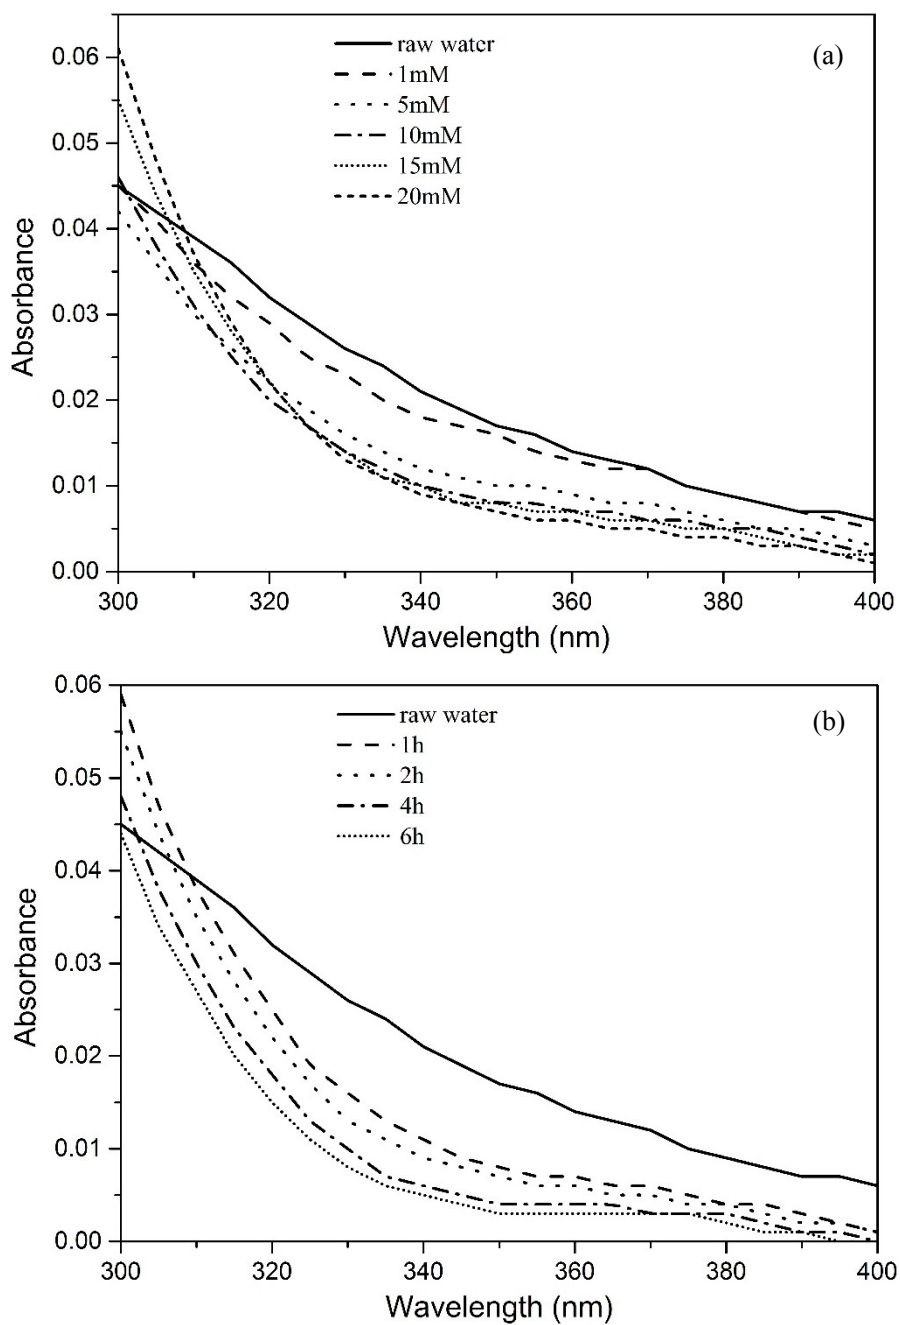 (a)
raw water
1mM
5mM
10mM
15mM
20mM
Absorbance
0.06
0.05
0.04
0.03
0.02
0.01
0.00
300 320 340 360 380 400
Wavelength (nm)
(b)
raw water
1h
2h
4h
6h
Absorbance
0.06
0.05
0.04
0.03
0.02
0.01
0.00
300 320 340 360 380 400
Wavelength (nm)